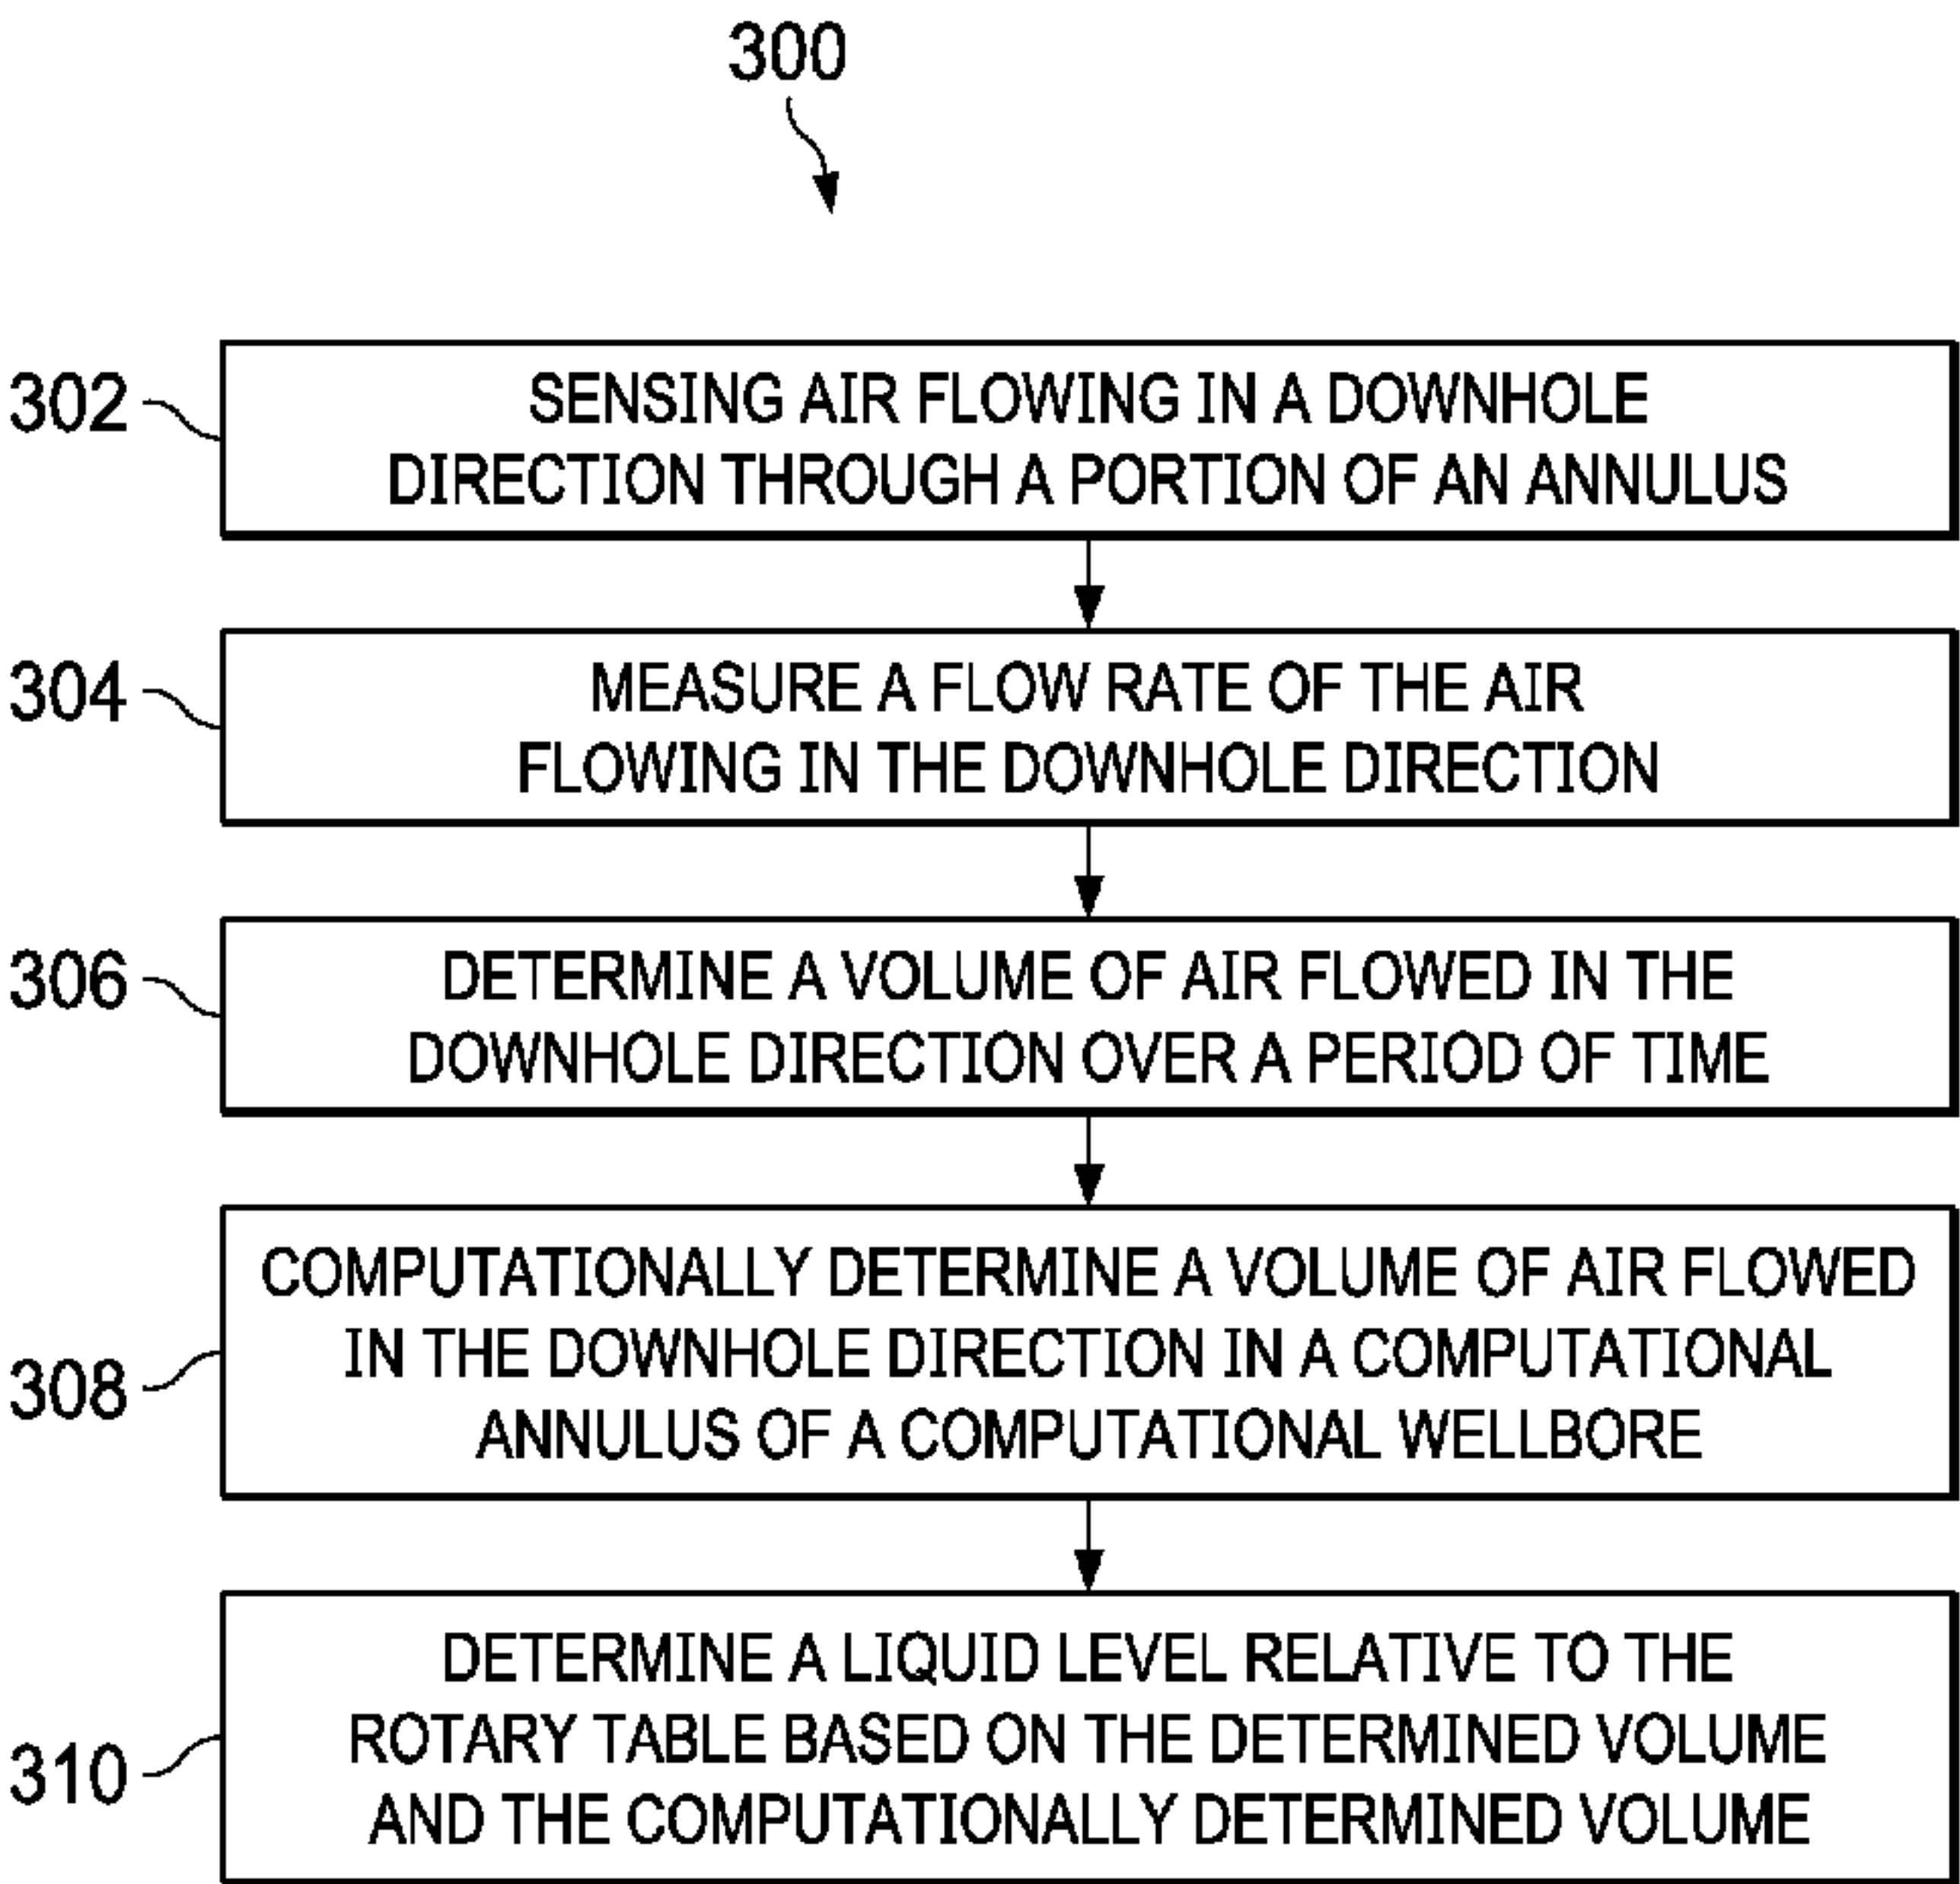 300
302
SENSING AIR FLOWING IN A DOWNHOLE
DIRECTION THROUGH A PORTION OF AN ANNULUS
304
MEASURE A FLOW RATE OF THE AIR
FLOWING IN THE DOWNHOLE DIRECTION
306
DETERMINE A VOLUME OF AIR FLOWED IN THE
DOWNHOLE DIRECTION OVER A PERIOD OF TIME
308
COMPUTATIONALLY DETERMINE A VOLUME OF AIR FLOWED
IN THE DOWNHOLE DIRECTION IN A COMPUTATIONAL
ANNULUS OF A COMPUTATIONAL WELLBORE
310
DETERMINE A LIQUID LEVEL RELATIVE TO THE
ROTARY TABLE BASED ON THE DETERMINED VOLUME
AND THE COMPUTATIONALLY DETERMINED VOLUME